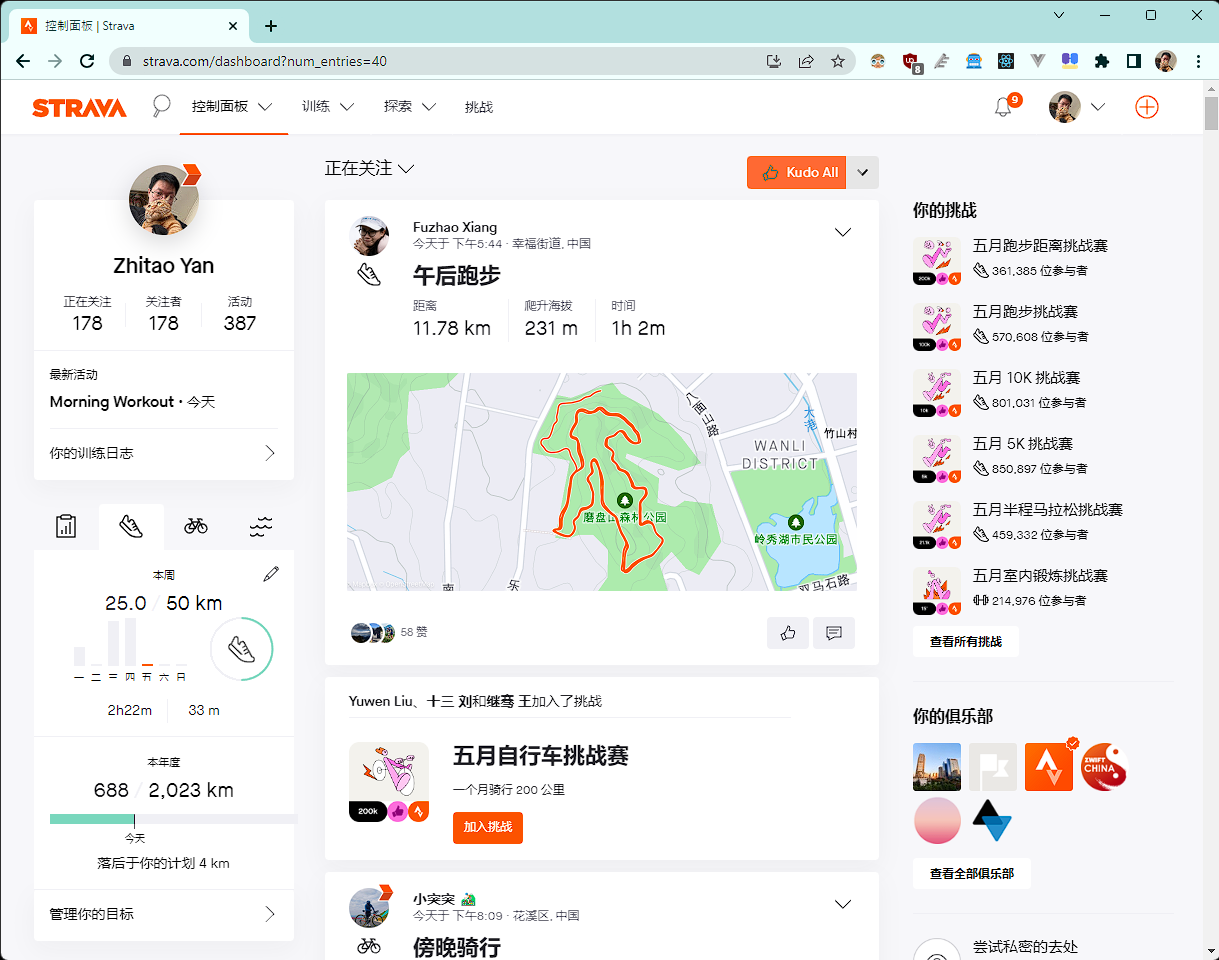 控制面板 | Strava
strava.com/dashboard?num_entries=40
8
STRAVA
控制面板
训练
探索
挑战
9
Zhitao Yan
正在关注
178
关注者
178
活动
387
最新活动
Morning Workout • 今天
你的训练日志
本周
25.0 / 50 km
一 二 三 四 五 六 日
2h22m
33 m
本年度
688 / 2,023 km
今天
落后于你的计划 4 km
管理你的目标
正在关注
Kudo All
Fuzhao Xiang
今天于 下午5:44 · 幸福街道, 中国
午后跑步
距离
11.78 km
爬升海拔
231 m
时间
1h 2m
八面山路
大港
竹山村
WANLI
DISTRICT
磨盘山森林公园
岭秀湖市民公园
双马石路
南
乐
58 赞
Yuwen Liu、十三 刘和继骞 王加入了挑战
200k
五月自行车挑战赛
一个月骑行 200 公里
加入挑战
小突突
今天于 下午8:09 · 花溪区, 中国
傍晚骑行
你的挑战
200k
五月跑步距离挑战赛
361,385 位参与者
100k
五月跑步挑战赛
570,608 位参与者
10k
五月 10K 挑战赛
801,031 位参与者
5k
五月 5K 挑战赛
850,897 位参与者
21.1k
五月半程马拉松挑战赛
459,332 位参与者
五月室内锻炼挑战赛
214,976 位参与者
查看所有挑战
你的俱乐部
ZWIFT
CHINA
查看全部俱乐部
尝试私密的去处